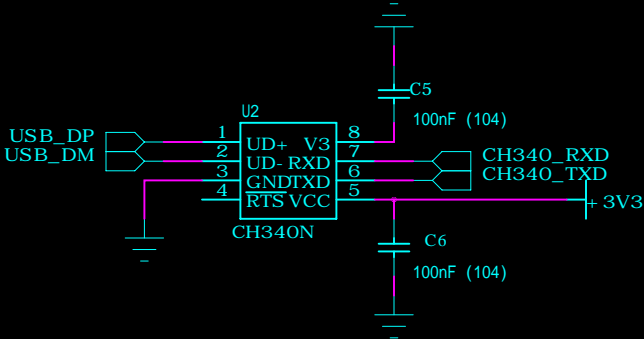 C5
100nF (104)
U2
USB_DP 1 UD+ V3 8
USB_DM 2 UD- RXD 7 CH340_RXD
3 GND TXD 6 CH340_TXD
4 RTS VCC 5 + 3V3
CH340N
C6
100nF (104)